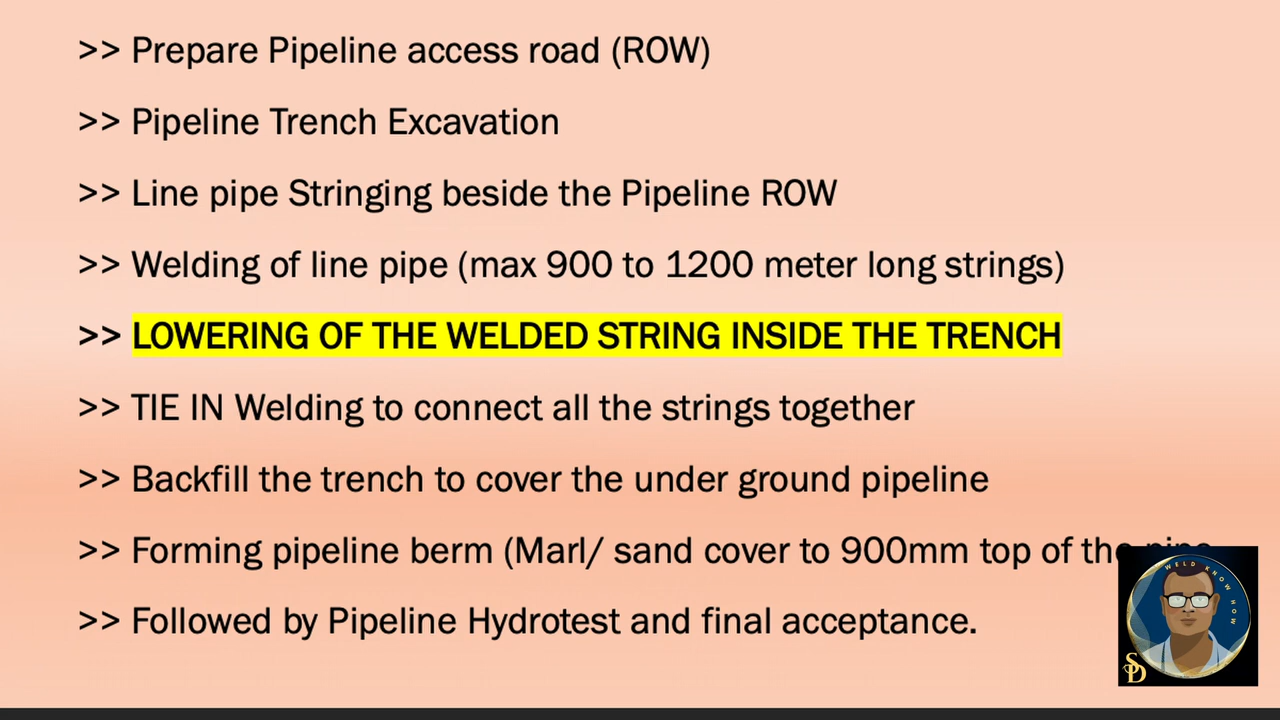 >> Prepare Pipeline access road (ROW)
>> Pipeline Trench Excavation
>> Line pipe Stringing beside the Pipeline ROW
>> Welding of line pipe (max 900 to 1200 meter long strings)
>> LOWERING OF THE WELDED STRING INSIDE THE TRENCH
>> TIE IN Welding to connect all the strings together
>> Backfill the trench to cover the under ground pipeline
>> Forming pipeline berm (Marl/ sand cover to 900mm top of the
>> Followed by Pipeline Hydrotest and final acceptance.
WELD KNOW HOW
SD